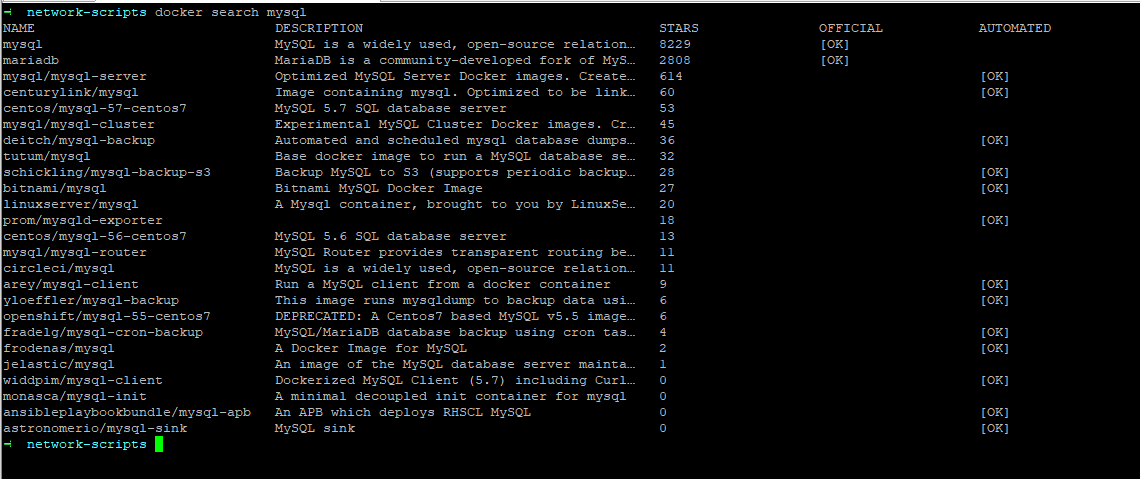 network-scripts docker search mysql
NAME DESCRIPTION STARS OFFICIAL AUTOMATED
mysql MySQL is a widely used, open-source relation… 8229 [OK]
mariadb MariaDB is a community-developed fork of MyS… 2808 [OK]
mysql/mysql-server Optimized MySQL Server Docker images. Create… 614 [OK]
centurylink/mysql Image containing mysql. Optimized to be link… 60 [OK]
centos/mysql-57-centos7 MySQL 5.7 SQL database server 53
mysql/mysql-cluster Experimental MySQL Cluster Docker images. Cr… 45
deitch/mysql-backup Automated and scheduled mysql database dumps… 36 [OK]
tutum/mysql Base docker image to run a MySQL database se… 32
schickling/mysql-backup-s3 Backup MySQL to S3 (supports periodic backup… 28 [OK]
bitnami/mysql Bitnami MySQL Docker Image 27 [OK]
linuxserver/mysql A Mysql container, brought to you by LinuxSe… 20
prom/mysqld-exporter 18 [OK]
centos/mysql-56-centos7 MySQL 5.6 SQL database server 13
mysql/mysql-router MySQL Router provides transparent routing be… 11
circleci/mysql MySQL is a widely used, open-source relation… 11
arey/mysql-client Run a MySQL client from a docker container 9 [OK]
yloeffler/mysql-backup This image runs mysqldump to backup data usi… 6 [OK]
openshift/mysql-55-centos7 DEPRECATED: A Centos7 based MySQL v5.5 image… 6
fradelg/mysql-cron-backup MySQL/MariaDB database backup using cron tas… 4 [OK]
frodenas/mysql A Docker Image for MySQL 2 [OK]
jelastic/mysql An image of the MySQL database server mainta… 1
widdpim/mysql-client Dockerized MySQL Client (5.7) including Curl… 0 [OK]
monasca/mysql-init A minimal decoupled init container for mysql 0
ansibleplaybookbundle/mysql-apb An APB which deploys RHSCL MySQL 0 [OK]
astronomerio/mysql-sink MySQL sink 0 [OK]
network-scripts